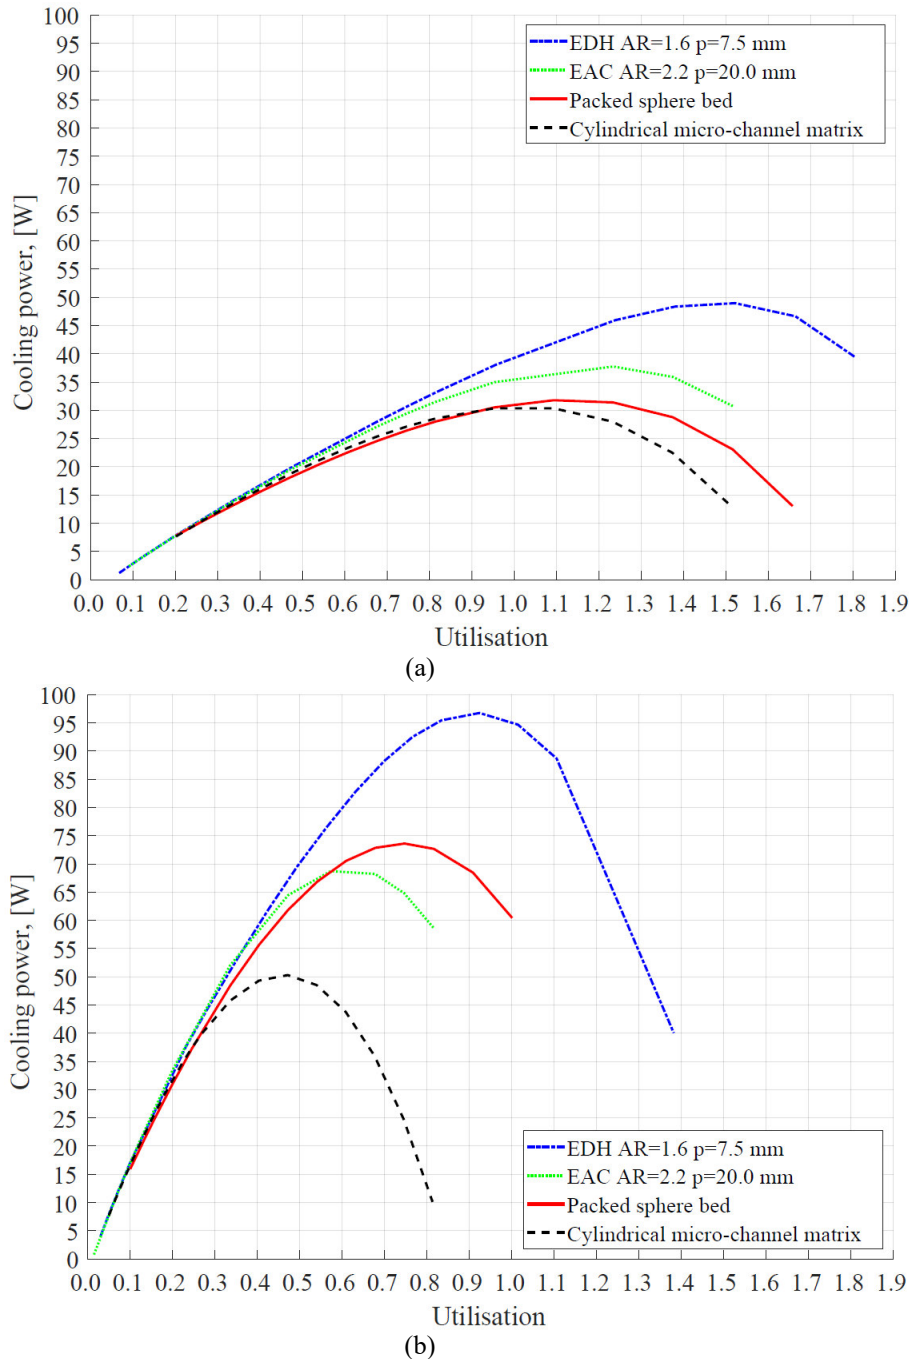 100
95
90
85
80
75
70
65
60
55
50
45
40
35
30
25
20
15
10
5
0
Cooling power, [W]
EDH AR=1.6 p=7.5 mm
EAC AR=2.2 p=20.0 mm
Packed sphere bed
Cylindrical micro-channel matrix
0.0 0.1 0.2 0.3 0.4 0.5 0.6 0.7 0.8 0.9 1.0 1.1 1.2 1.3 1.4 1.5 1.6 1.7 1.8 1.9
Utilisation
(a)
100
95
90
85
80
75
70
65
60
55
50
45
40
35
30
25
20
15
10
5
0
Cooling power, [W]
EDH AR=1.6 p=7.5 mm
EAC AR=2.2 p=20.0 mm
Packed sphere bed
Cylindrical micro-channel matrix
0.0 0.1 0.2 0.3 0.4 0.5 0.6 0.7 0.8 0.9 1.0 1.1 1.2 1.3 1.4 1.5 1.6 1.7 1.8 1.9
Utilisation
(b)